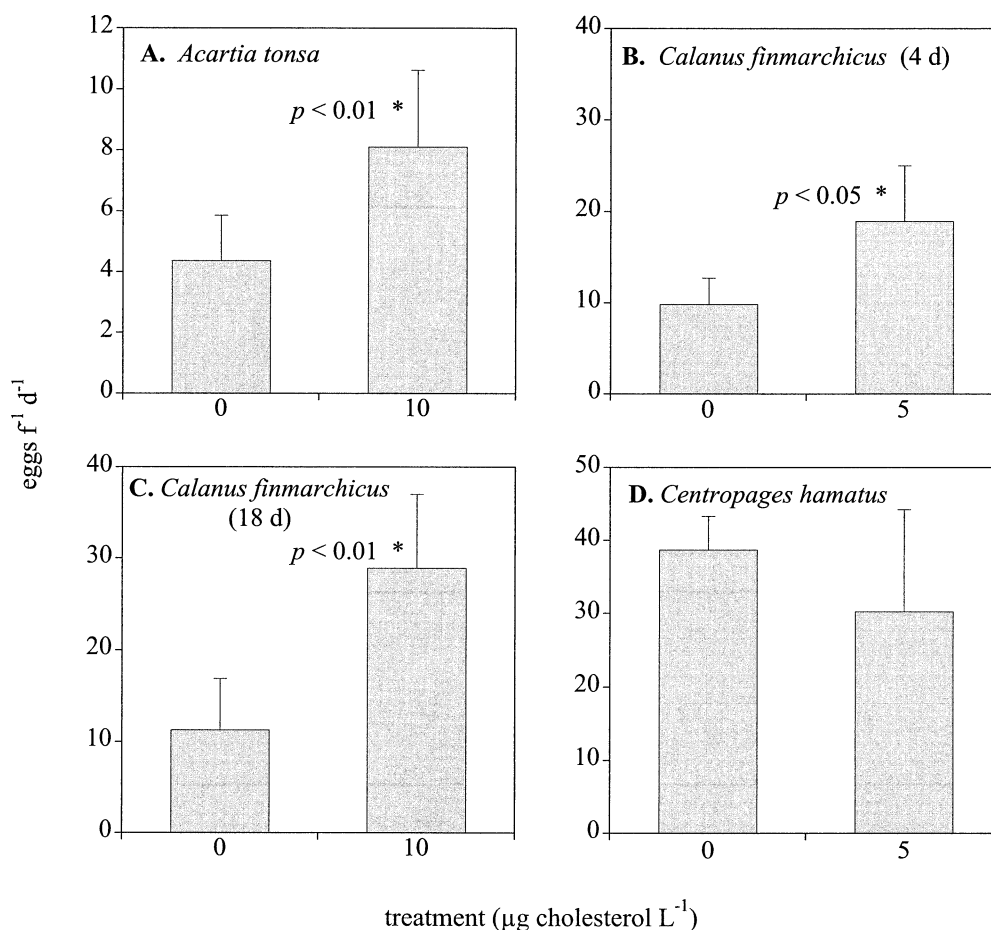 A. Acartia tonsa
12
10
8
6
4
2
0
p < 0.01 *
0 10
B. Calanus finmarchicus (4 d)
40
30
20
10
0
p < 0.05 *
0 5
eggs f⁻¹ d⁻¹
C. Calanus finmarchicus
(18 d)
40
30
20
10
0
p < 0.01 *
0 10
D. Centropages hamatus
50
40
30
20
10
0
0 5
treatment (µg cholesterol L⁻¹)